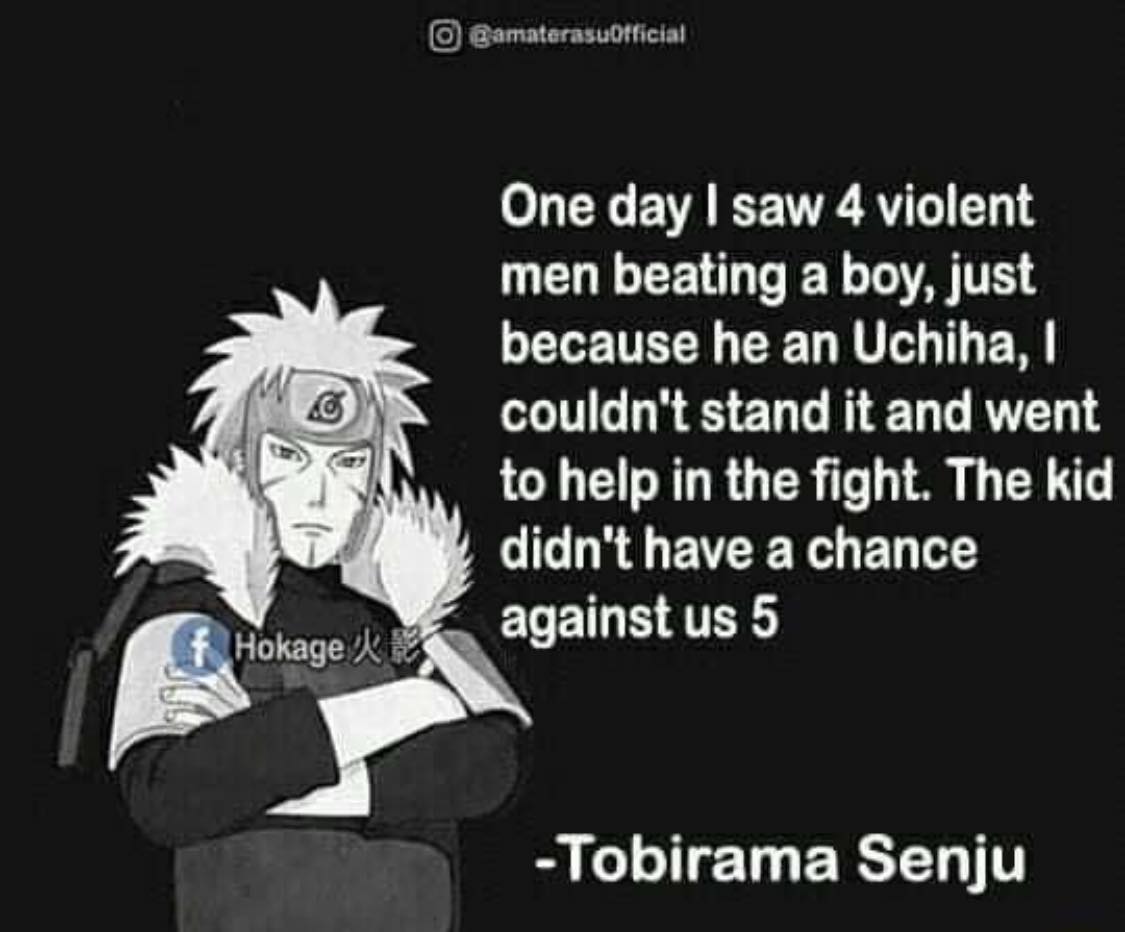 @amaterasuOfficial
One day I saw 4 violent
men beating a boy, just
because he an Uchiha, I
couldn't stand it and went
to help in the fight. The kid
didn't have a chance
against us 5
f Hokage 火影
-Tobirama Senju